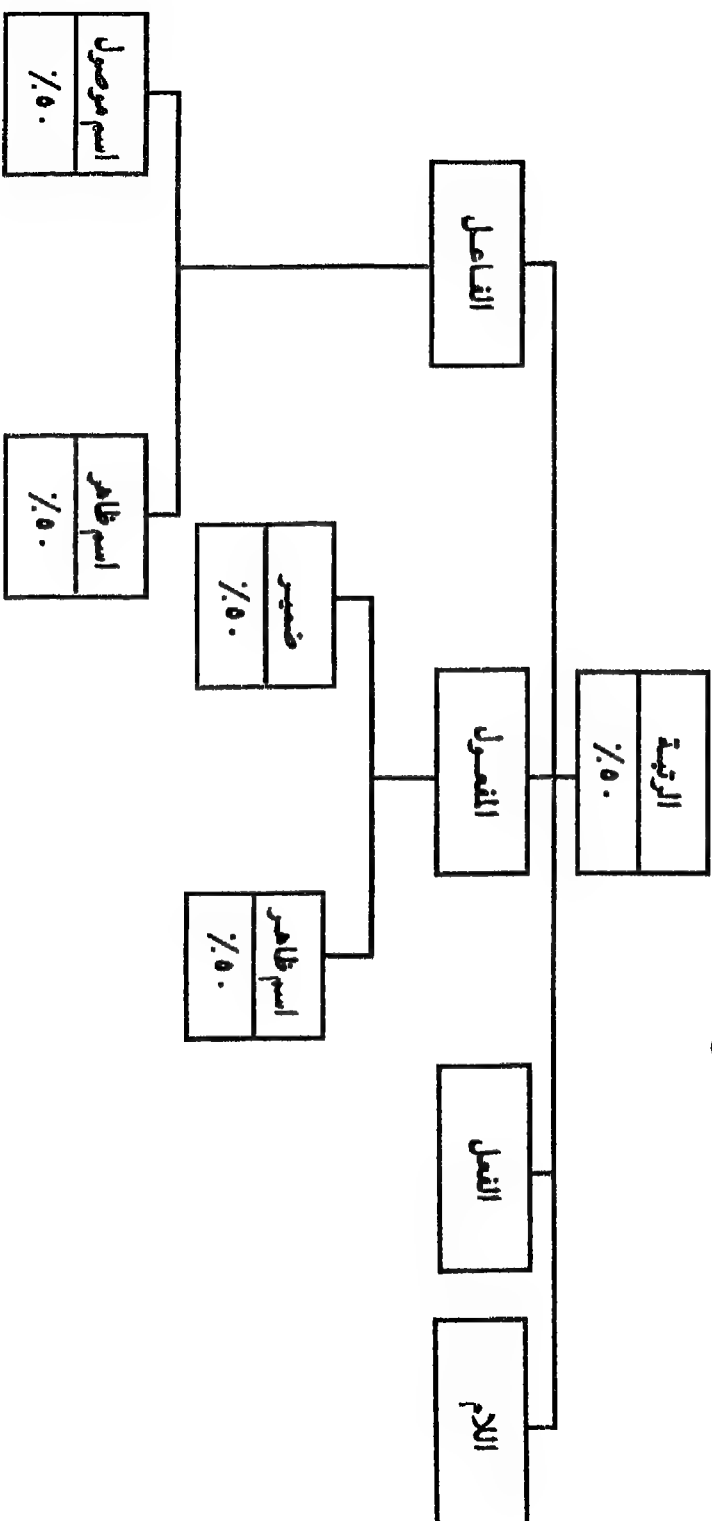 الرتبة
٥٠٪
اللام
الفعل
المفعول
الفاعل
اسم ظاهر
٥٠٪
ضمير
٥٠٪
اسم ظاهر
٥٠٪
اسم موصول
٥٠٪